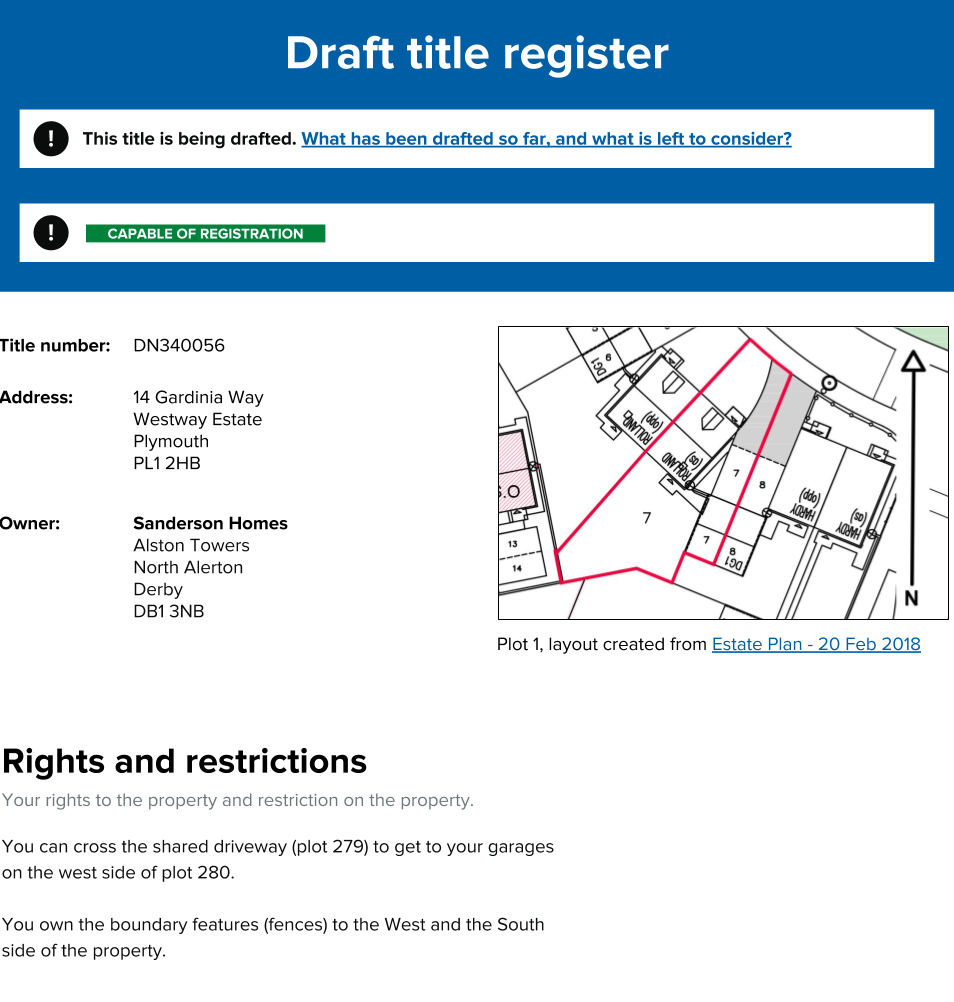 Draft title register
! This title is being drafted. What has been drafted so far, and what is left to consider?
! CAPABLE OF REGISTRATION
Title number: DN340056
Address: 14 Gardinia Way
Westway Estate
Plymouth
PL1 2HB
Owner: Sanderson Homes
Alston Towers
North Alerton
Derby
DB1 3NB
6
DG1
ROLLAND
(opp)
ROLLAND
(as)
7
8
HARDY
(opp)
HARDY
(as)
7
7
8
DG1
13
14
N
Plot 1, layout created from Estate Plan - 20 Feb 2018
Rights and restrictions
Your rights to the property and restriction on the property.
You can cross the shared driveway (plot 279) to get to your garages
on the west side of plot 280.
You own the boundary features (fences) to the West and the South
side of the property.